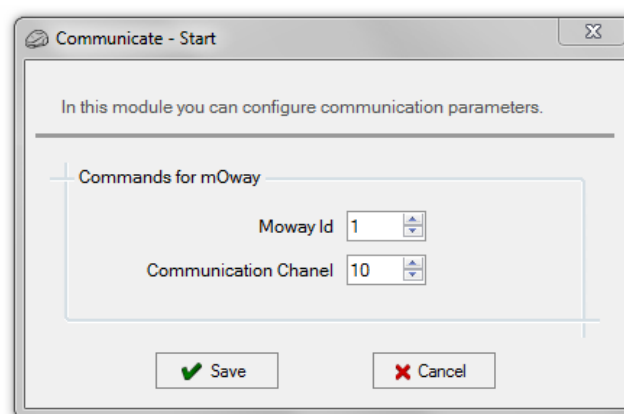 Communicate - Start
In this module you can configure communication parameters.
Commands for mOway
Moway Id 1
Communication Chanel 10
Save Cancel